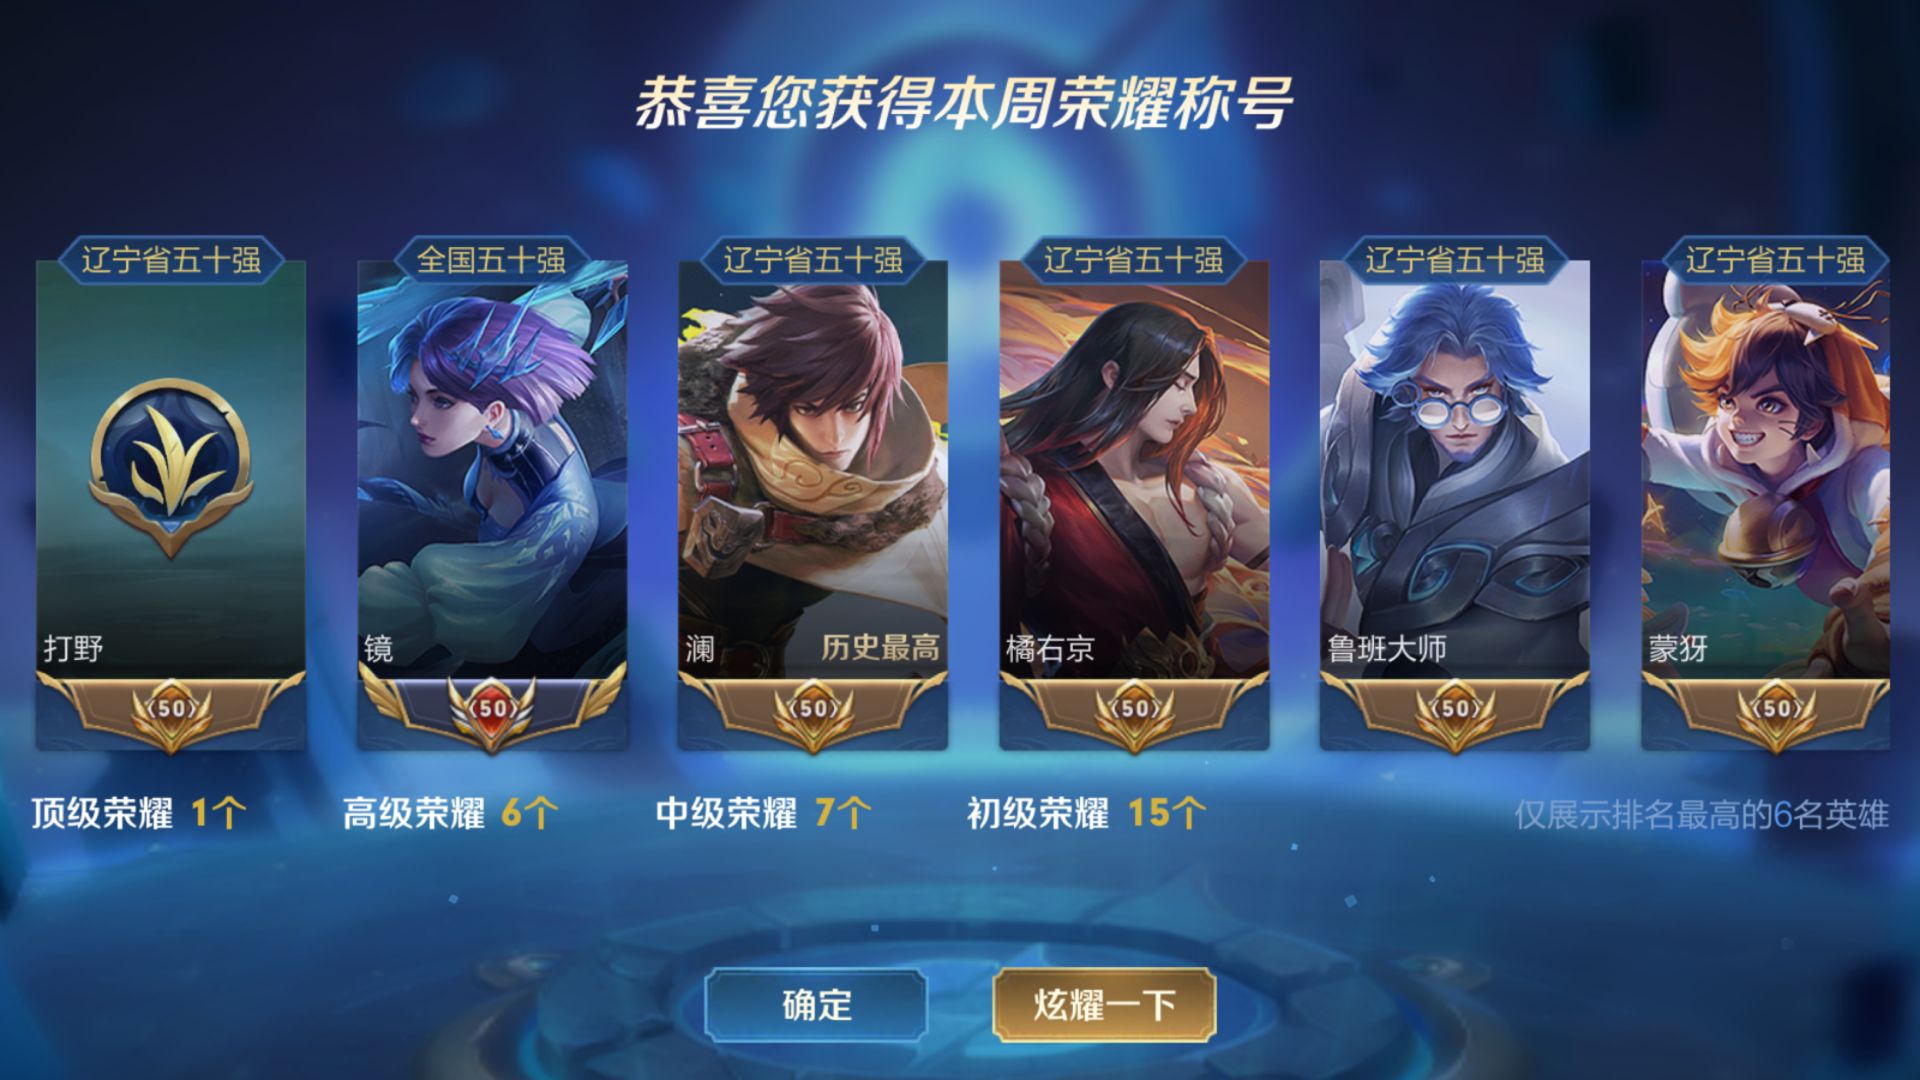 恭喜您获得本周荣耀称号
辽宁省五十强
全国五十强
辽宁省五十强
辽宁省五十强
辽宁省五十强
辽宁省五十强
打野
镜
澜
历史最高
橘右京
鲁班大师
蒙犽
50
50
50
50
50
50
顶级荣耀 1个
高级荣耀 6个
中级荣耀 7个
初级荣耀 15个
仅展示排名最高的6名英雄
确定
炫耀一下